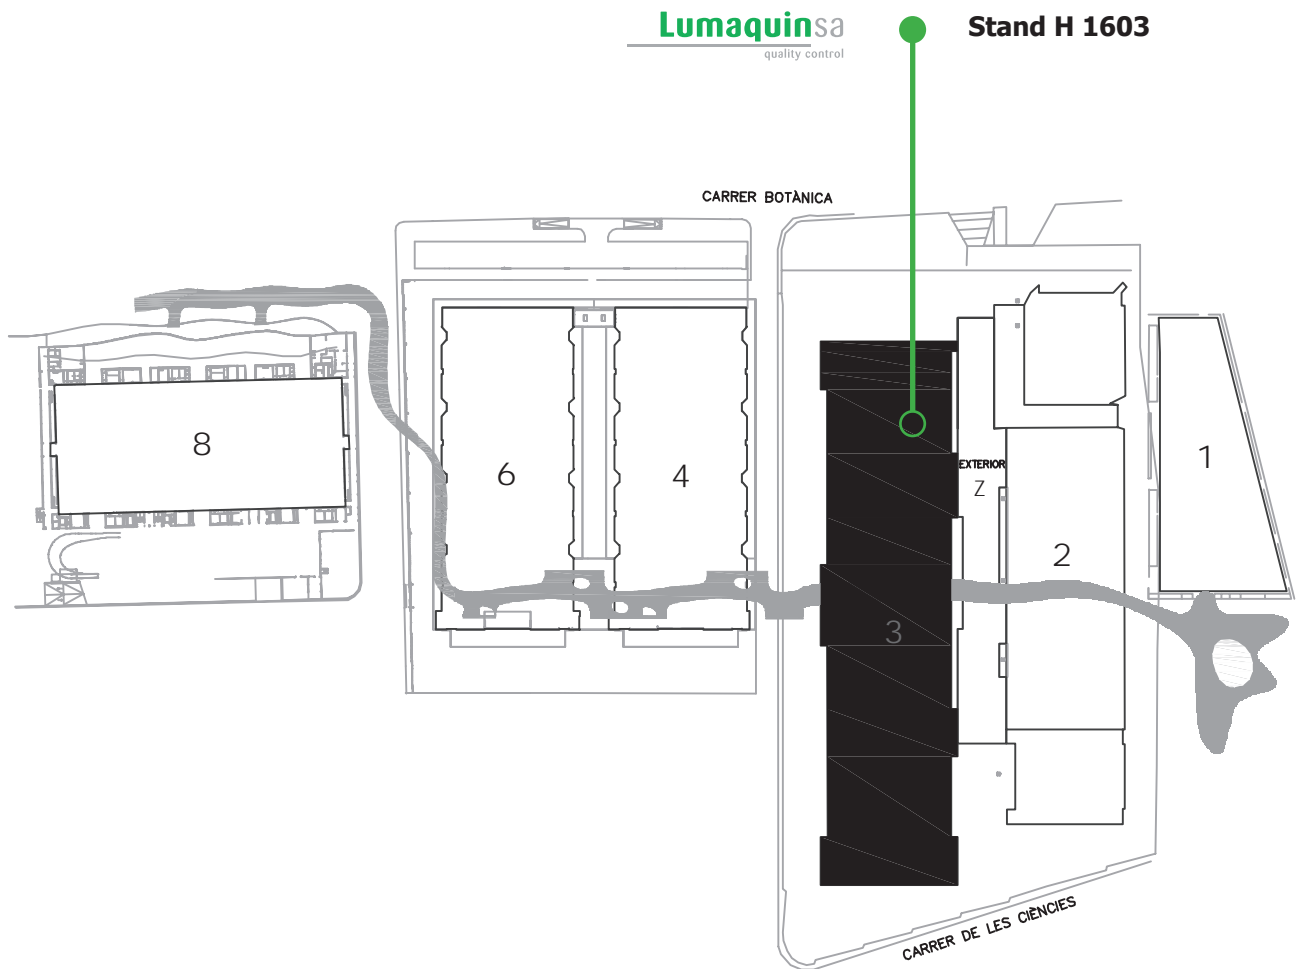 Lumaquinsa
quality control
Stand H 1603
CARRER BOTÀNICA
8
6
4
EXTERIOR
Z
3
2
1
CARRER DE LES CIÈNCIES